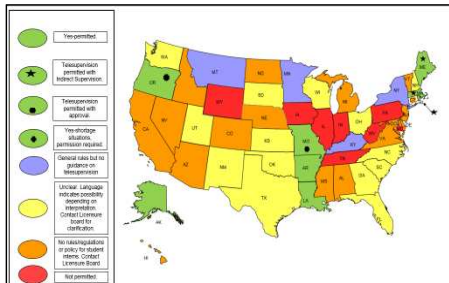 Yes-permitted.
Telesupervision
permitted with
Indirect Supervision.
Telesupervision
permitted with
approval.
Yes-shortage
situations,
permission required.
General rules but no
guidance on
telesupervision
Unclear. Language
indicates possibility
depending on
interpretation.
Contact Licensure
board for
clarification.
No rules/regulations
or policy for student
interns. Contact
Licensure Board
Not permitted.
WA
OR
CA
NV
UT
AZ
MT
WY
CO
NM
ND
SD
NE
KS
OK
TX
MN
IA
MO
AR
LA
WI
IL
MI
IN
OH
KY
TN
MS
AL
GA
FL
SC
NC
NY
ME
DE
AK
HI